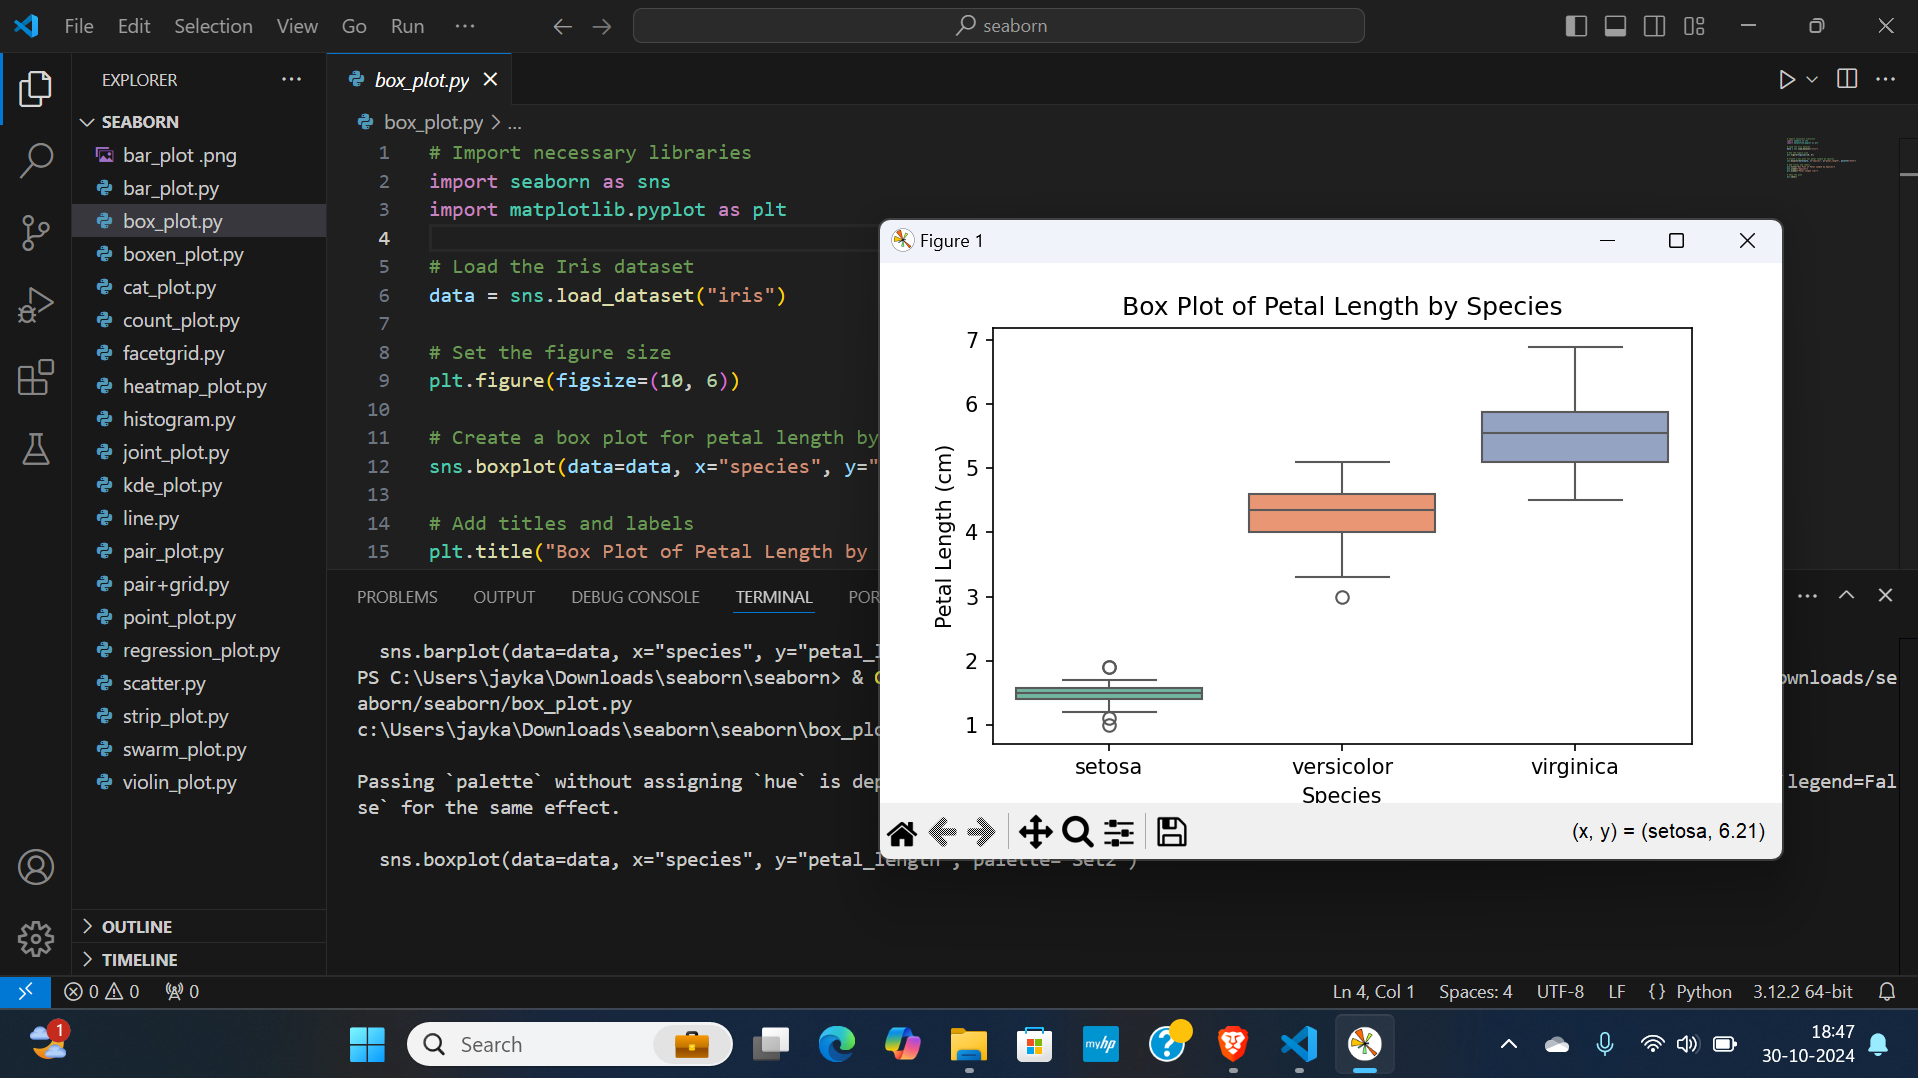 File Edit Selection View Go Run ···
seaborn
EXPLORER
SEABORN
bar_plot .png
bar_plot.py
box_plot.py
boxen_plot.py
cat_plot.py
count_plot.py
facetgrid.py
heatmap_plot.py
histogram.py
joint_plot.py
kde_plot.py
line.py
pair_plot.py
pair+grid.py
point_plot.py
regression_plot.py
scatter.py
strip_plot.py
swarm_plot.py
violin_plot.py
OUTLINE
TIMELINE
box_plot.py
box_plot.py > ...
1 # Import necessary libraries
2 import seaborn as sns
3 import matplotlib.pyplot as plt
4
5 # Load the Iris dataset
6 data = sns.load_dataset("iris")
7
8 # Set the figure size
9 plt.figure(figsize=(10, 6))
10
11 # Create a box plot for petal length by
12 sns.boxplot(data=data, x="species", y="
13
14 # Add titles and labels
15 plt.title("Box Plot of Petal Length by
PROBLEMS OUTPUT DEBUG CONSOLE TERMINAL POR
sns.barplot(data=data, x="species", y="petal_l
PS C:\Users\jayka\Downloads\seaborn\seaborn> & C ownloads/se
aborn/seaborn/box_plot.py
c:\Users\jayka\Downloads\seaborn\seaborn\box_plo
Passing `palette` without assigning `hue` is dep legend=Fal
se` for the same effect.
sns.boxplot(data=data, x="species", y="petal_length", palette="Set2")
Figure 1
Box Plot of Petal Length by Species
7
6
5
4
3
2
1
Petal Length (cm)
setosa versicolor virginica
Species
(x, y) = (setosa, 6.21)
0 0 0
Ln 4, Col 1 Spaces: 4 UTF-8 LF {} Python 3.12.2 64-bit
1
Search
myhp
18:47
30-10-2024